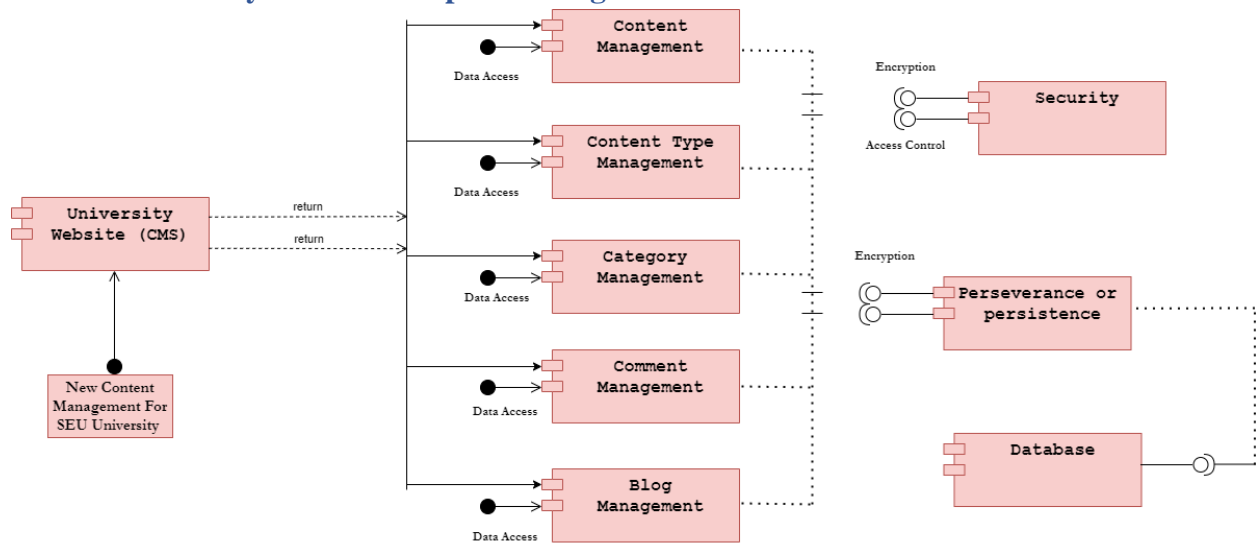 Content
Management
Data Access
Encryption
Security
Access Control
Content Type
Management
Data Access
University
Website (CMS)
return
return
Category
Management
Data Access
Encryption
Perseverance or
persistence
New Content
Management For
SEU University
Comment
Management
Data Access
Database
Blog
Management
Data Access